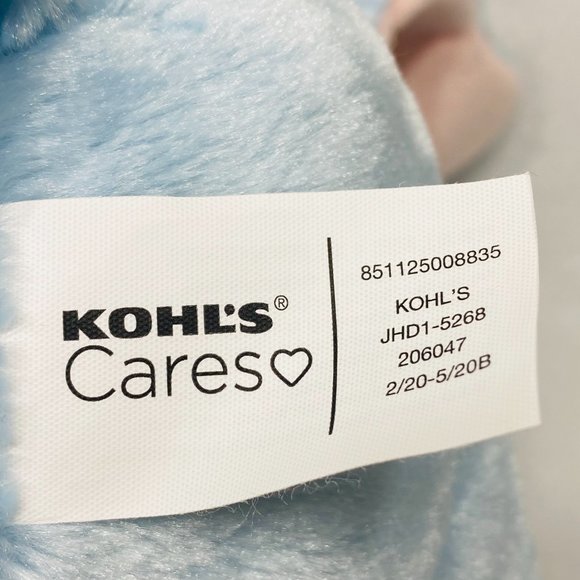 KOHL'S®
Cares♡
851125008835
KOHL'S
JHD1-5268
206047
2/20-5/20B